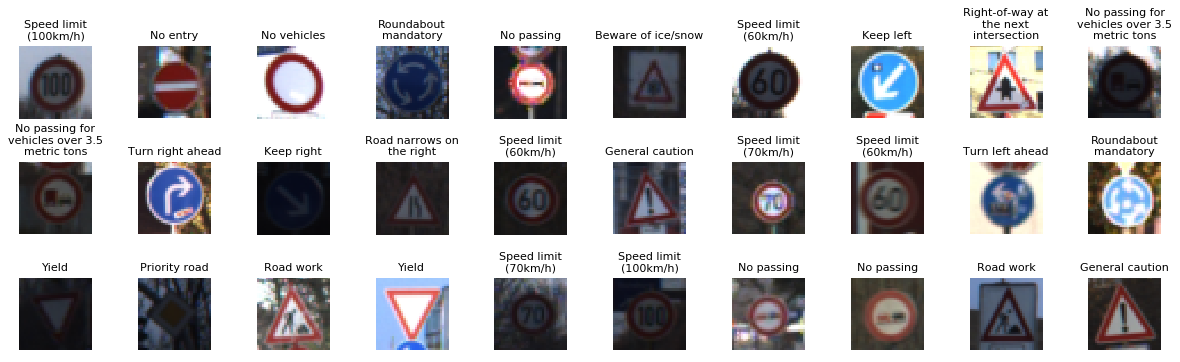 Speed limit
(100km/h)
No entry
No vehicles
Roundabout
mandatory
No passing
Beware of ice/snow
Speed limit
(60km/h)
Keep left
Right-of-way at
the next
intersection
No passing for
vehicles over 3.5
metric tons
100
60
No passing for
vehicles over 3.5
metric tons
Turn right ahead
Keep right
Road narrows on
the right
Speed limit
(60km/h)
General caution
Speed limit
(70km/h)
Speed limit
(60km/h)
Turn left ahead
Roundabout
mandatory
60
70
60
Yield
Priority road
Road work
Yield
Speed limit
(70km/h)
Speed limit
(100km/h)
No passing
No passing
Road work
General caution
70
100